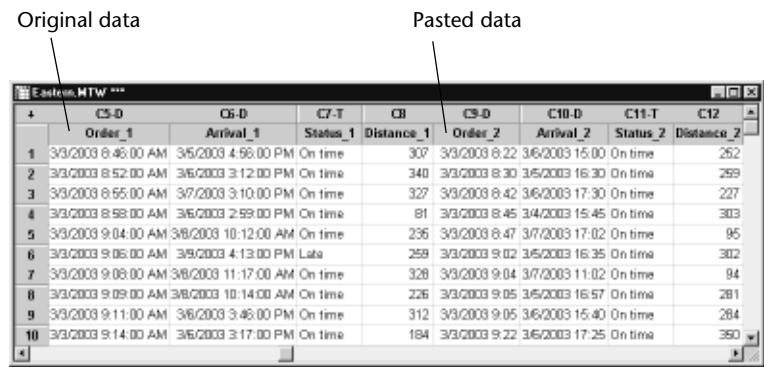 Original data Pasted data
Eastern.MTW ***
+ C5-D C6-D C7-T C8 C9-D C10-D C11-T C12
Order_1 Arrival_1 Status_1 Distance_1 Order_2 Arrival_2 Status_2 Distance_2
1 3/3/2003 8:46:00 AM 3/5/2003 4:56:00 PM On time 307 3/3/2003 8:22 3/6/2003 15:00 On time 252
2 3/3/2003 8:52:00 AM 3/6/2003 3:12:00 PM On time 340 3/3/2003 8:30 3/5/2003 16:30 On time 259
3 3/3/2003 8:55:00 AM 3/7/2003 3:10:00 PM On time 327 3/3/2003 8:42 3/6/2003 17:30 On time 227
4 3/3/2003 8:58:00 AM 3/6/2003 2:59:00 PM On time 81 3/3/2003 8:45 3/4/2003 15:45 On time 303
5 3/3/2003 9:04:00 AM 3/8/2003 10:12:00 AM On time 235 3/3/2003 8:47 3/7/2003 17:02 On time 95
6 3/3/2003 9:06:00 AM 3/9/2003 4:13:00 PM Late 259 3/3/2003 9:02 3/5/2003 16:35 On time 302
7 3/3/2003 9:08:00 AM 3/8/2003 11:17:00 AM On time 328 3/3/2003 9:04 3/7/2003 11:02 On time 94
8 3/3/2003 9:09:00 AM 3/8/2003 10:14:00 AM On time 226 3/3/2003 9:05 3/5/2003 16:57 On time 281
9 3/3/2003 9:11:00 AM 3/6/2003 3:46:00 PM On time 312 3/3/2003 9:05 3/6/2003 15:40 On time 284
10 3/3/2003 9:14:00 AM 3/6/2003 3:17:00 PM On time 184 3/3/2003 9:22 3/6/2003 17:25 On time 350